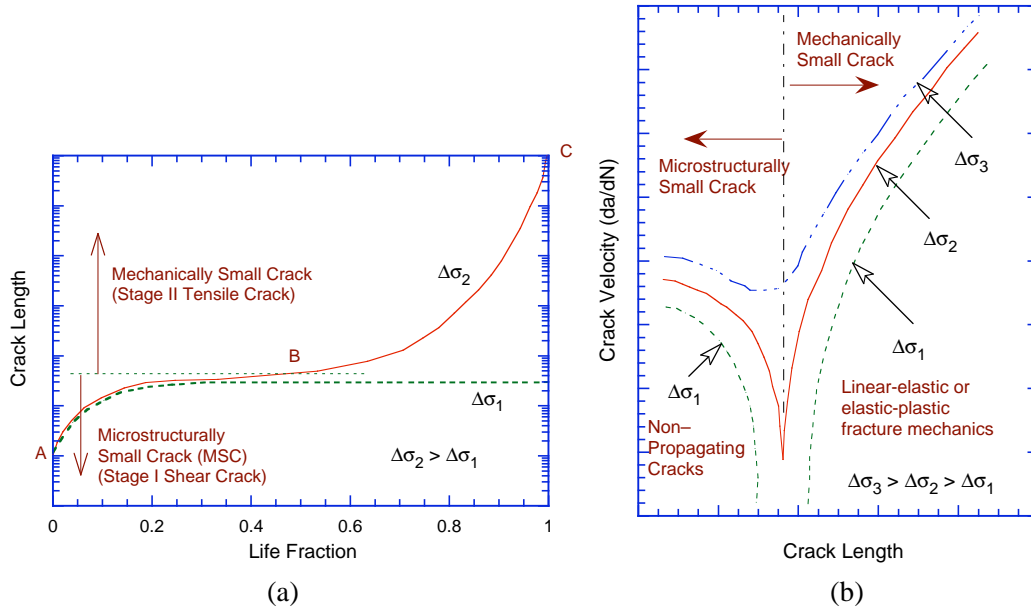 Crack Length
C
Mechanically Small Crack
(Stage II Tensile Crack)
Δσ2
B
Δσ1
A
Microstructurally
Small Crack (MSC)
(Stage I Shear Crack)
Δσ2 > Δσ1
0
0.2
0.4
0.6
0.8
1
Life Fraction
(a)
Crack Velocity (da/dN)
Mechanically
Small Crack
Microstructurally
Small Crack
Δσ3
Δσ2
Δσ1
Δσ1
Non–
Propagating
Cracks
Linear-elastic or
elastic-plastic
fracture mechanics
Δσ3 > Δσ2 > Δσ1
Crack Length
(b)